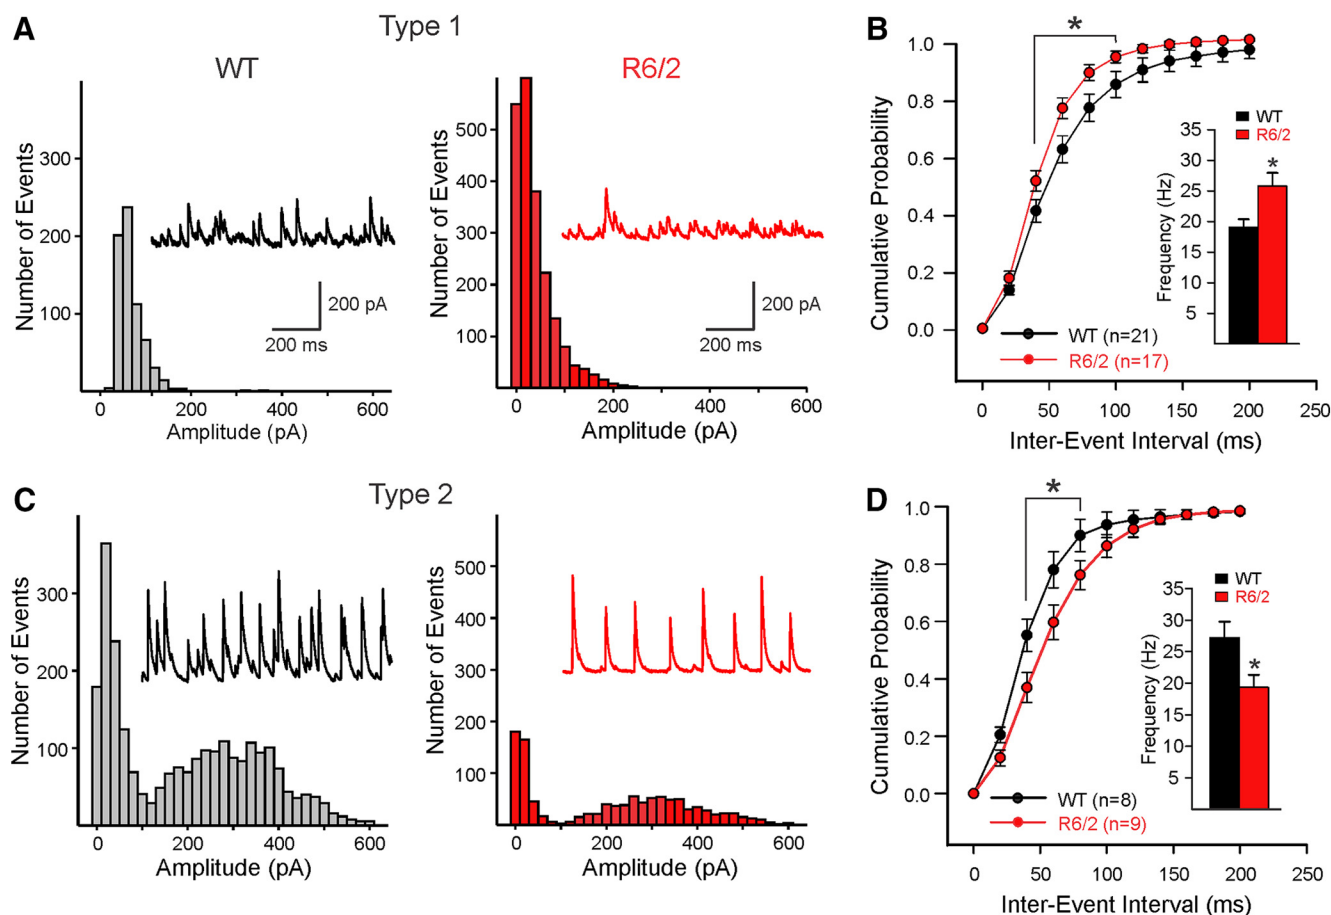 A
Type 1
WT
R6/2
Number of Events
300
200
100
200 pA
200 ms
0 200 400 600
Amplitude (pA)
Number of Events
500
400
300
200
100
200 pA
200 ms
0 200 400 600
Amplitude (pA)
B
*
Cumulative Probability
1.0
0.8
0.6
0.4
0.2
0.0
WT (n=21)
R6/2 (n=17)
0 50 100 150 200 250
Inter-Event Interval (ms)
WT
R6/2
*
Frequency (Hz)
35
30
25
20
15
10
5
C
Type 2
Number of Events
300
200
100
0 200 400 600
Amplitude (pA)
Number of Events
500
400
300
200
100
0 200 400 600
Amplitude (pA)
D
*
Cumulative Probability
1.0
0.8
0.6
0.4
0.2
0.0
WT (n=8)
R6/2 (n=9)
0 50 100 150 200 250
Inter-Event Interval (ms)
WT
R6/2
*
Frequency (Hz)
35
30
25
20
15
10
5